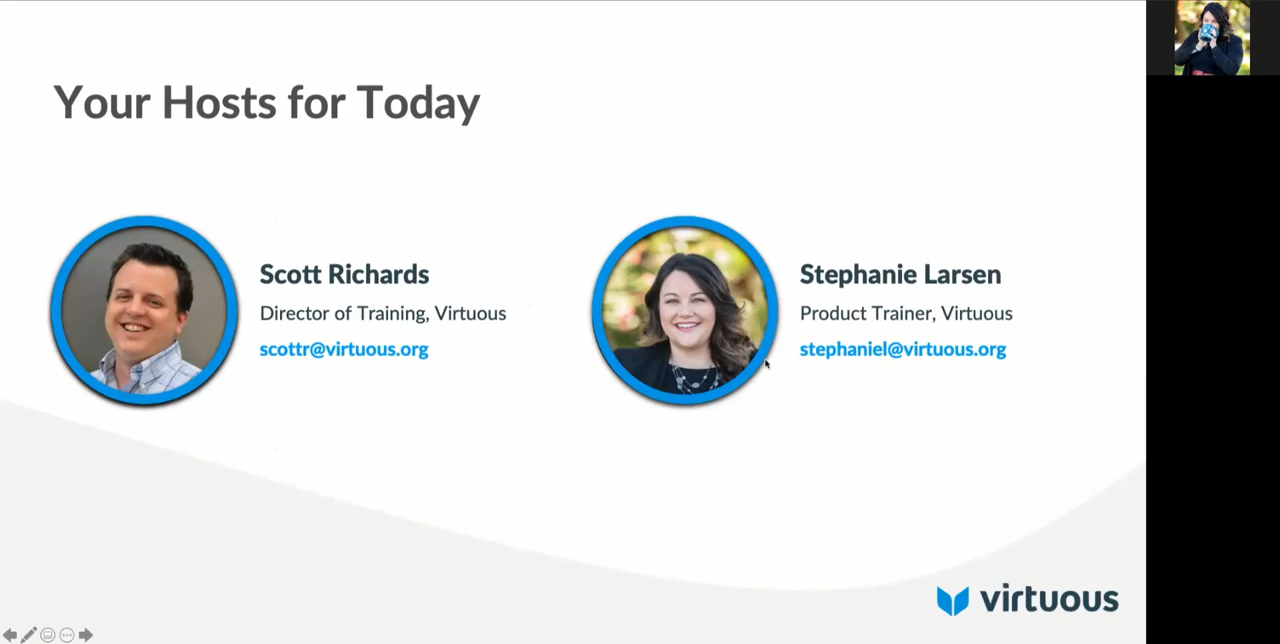 Your Hosts for Today
Scott Richards
Director of Training, Virtuous
scottr@virtuous.org
Stephanie Larsen
Product Trainer, Virtuous
stephaniel@virtuous.org
virtuous